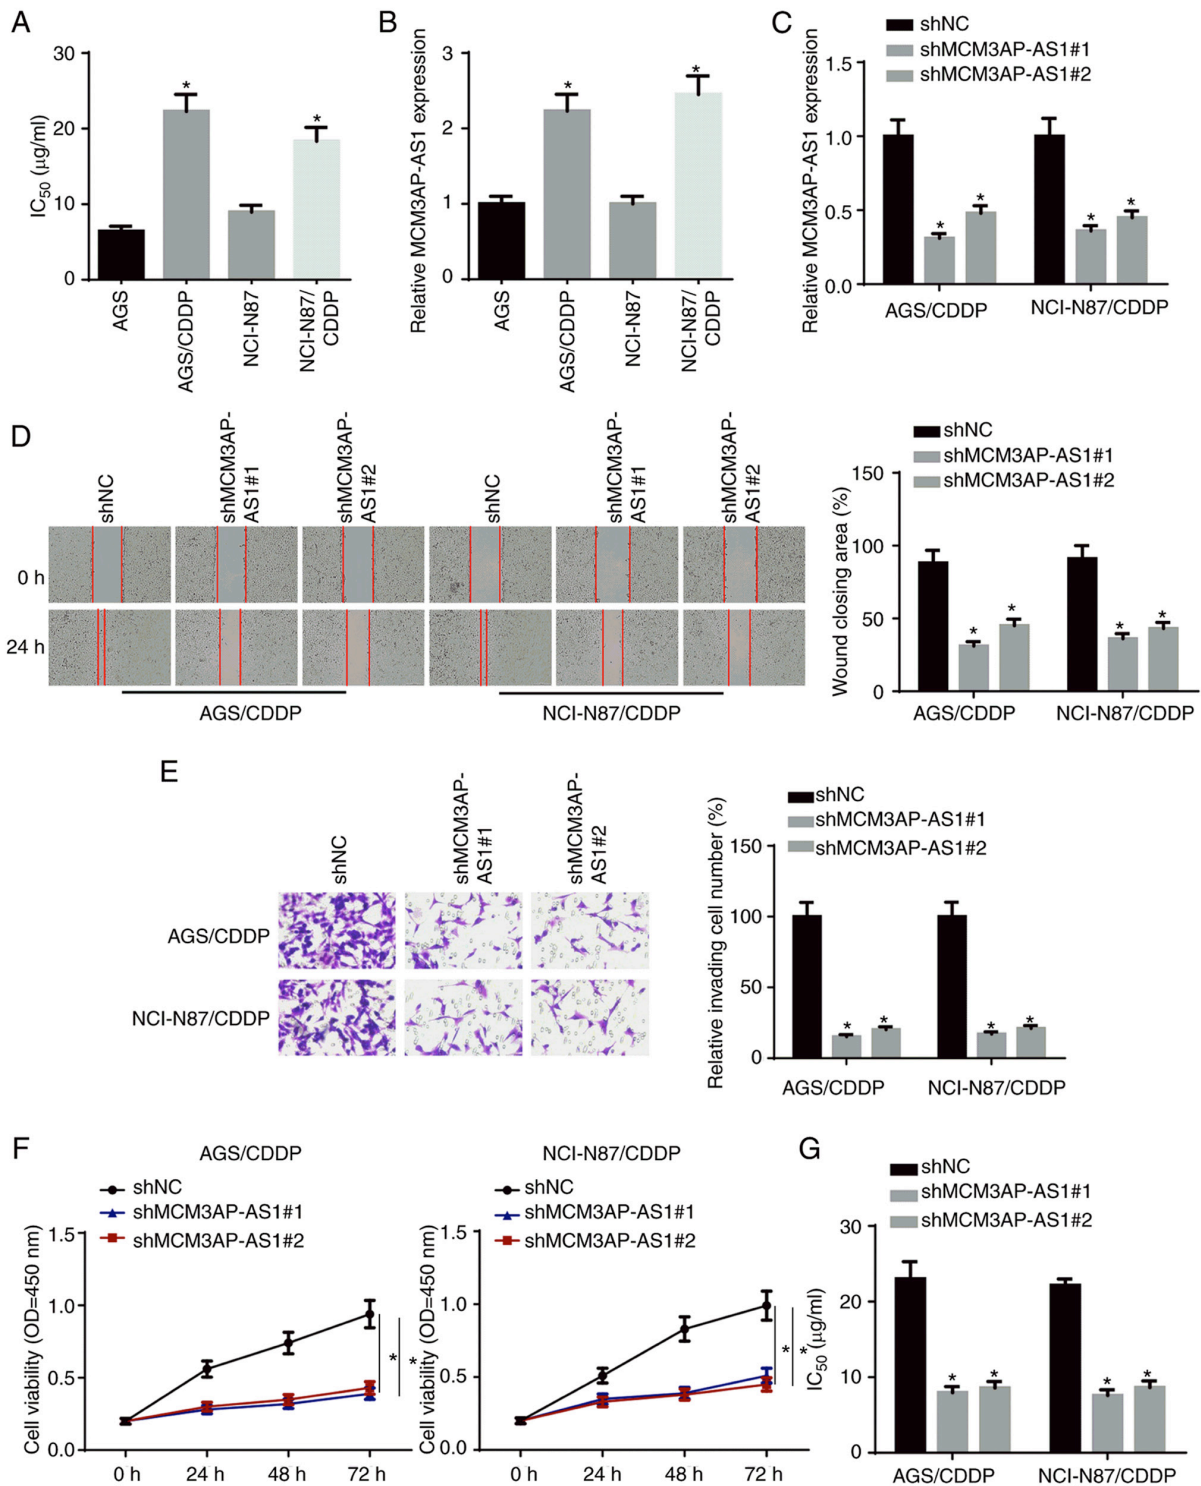 A
30
20
10
0
IC50 (µg/ml)
*
*
AGS
AGS/CDDP
NCI-N87
NCI-N87/
CDDP
B
3
2
1
0
Relative MCM3AP-AS1 expression
*
*
AGS
AGS/CDDP
NCI-N87
NCI-N87/
CDDP
C
shNC
shMCM3AP-AS1#1
shMCM3AP-AS1#2
1.5
1.0
0.5
0.0
Relative MCM3AP-AS1 expression
*
*
*
*
AGS/CDDP
NCI-N87/CDDP
D
shNC
shMCM3AP-
AS1#1
shMCM3AP-
AS1#2
shNC
shMCM3AP-
AS1#1
shMCM3AP-
AS1#2
0 h
24 h
AGS/CDDP
NCI-N87/CDDP
shNC
shMCM3AP-AS1#1
shMCM3AP-AS1#2
150
100
50
0
Wound closing area (%)
*
*
*
*
AGS/CDDP
NCI-N87/CDDP
E
shNC
shMCM3AP-
AS1#1
shMCM3AP-
AS1#2
AGS/CDDP
NCI-N87/CDDP
shNC
shMCM3AP-AS1#1
shMCM3AP-AS1#2
150
100
50
0
Relative invading cell number (%)
*
*
*
*
AGS/CDDP
NCI-N87/CDDP
F
AGS/CDDP
shNC
shMCM3AP-AS1#1
shMCM3AP-AS1#2
1.5
1.0
0.5
0.0
Cell viability (OD=450 nm)
*
*
0 h
24 h
48 h
72 h
NCI-N87/CDDP
shNC
shMCM3AP-AS1#1
shMCM3AP-AS1#2
1.5
1.0
0.5
0.0
Cell viability (OD=450 nm)
*
*
0 h
24 h
48 h
72 h
G
shNC
shMCM3AP-AS1#1
shMCM3AP-AS1#2
30
20
10
0
IC50 (µg/ml)
*
*
*
*
AGS/CDDP
NCI-N87/CDDP